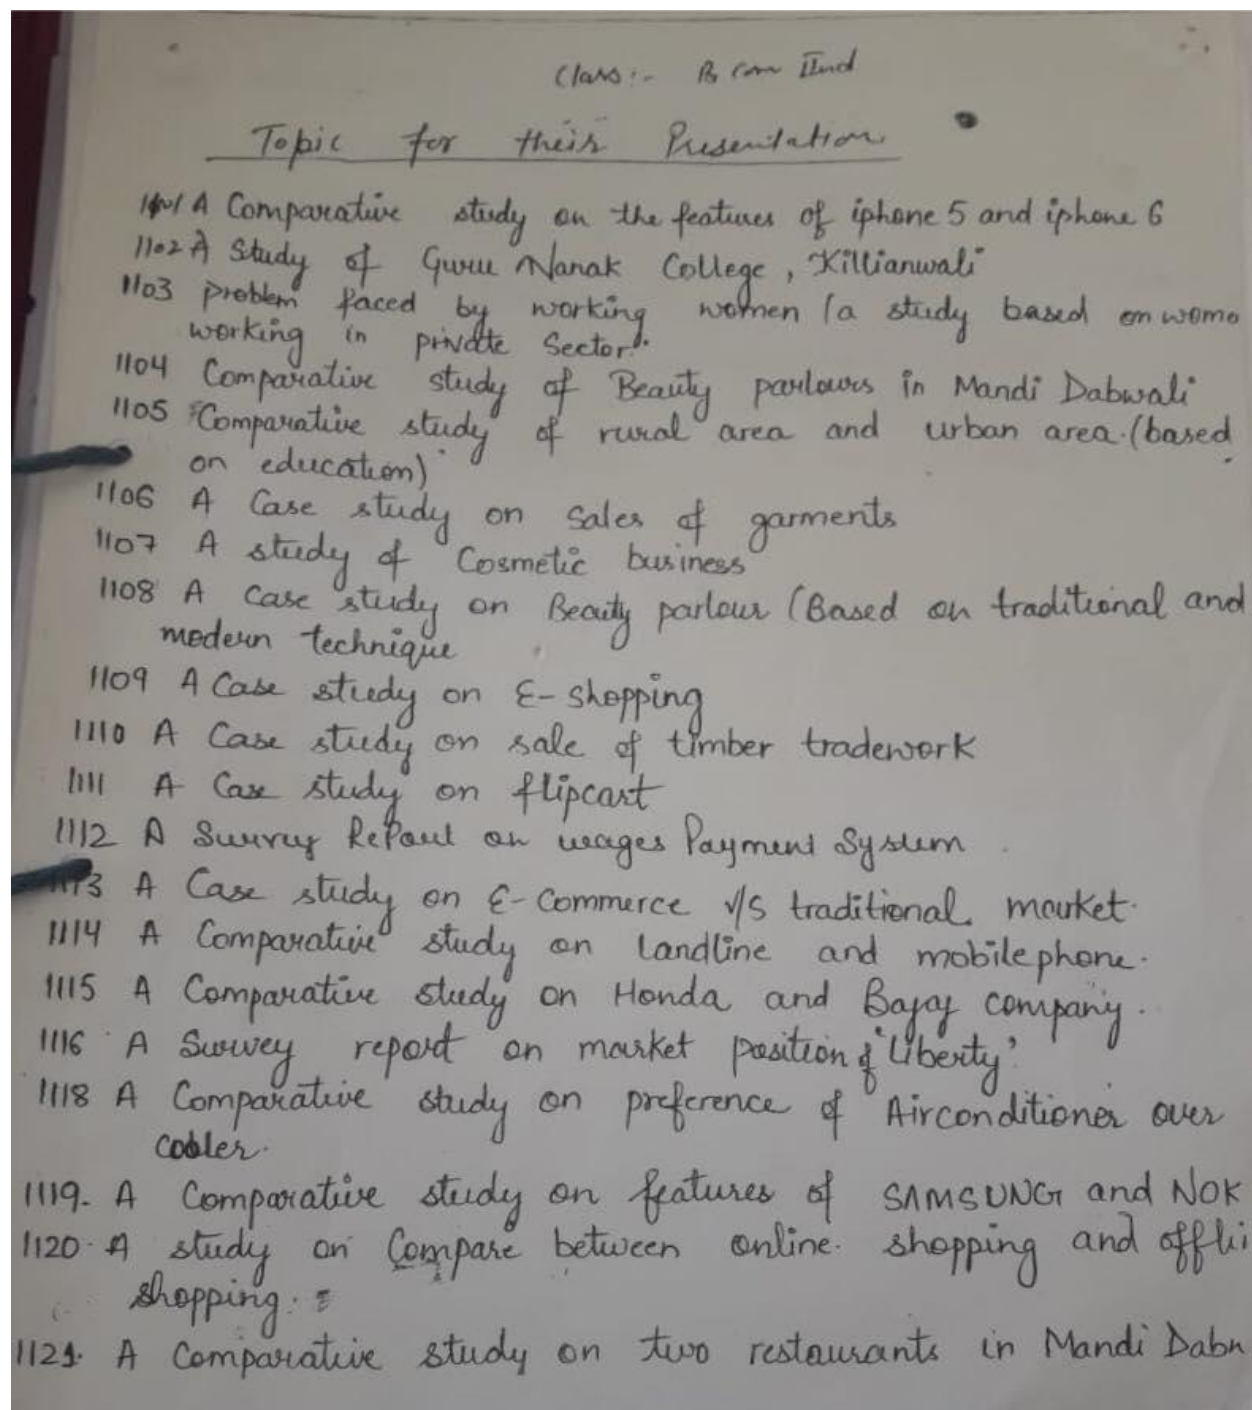 Class:- B Com IInd
Topic for their Presentation
1101 A Comparative study on the features of iphone 5 and iphone 6
1102 A Study of Guru Nanak College, Killianwali
1103 problem faced by working women (a study based on wome
working in private Sector.
1104 Comparative study of Beauty parlours in Mandi Dabwali
1105 Comparative study of rural area and urban area. (based
on education)
1106 A Case study on Sales of garments
1107 A study of Cosmetic business
1108 A Case study on Beauty parlour (Based on traditional and
modern technique
1109 A Case study on E-shopping
1110 A Case study on sale of timber tradework
1111 A Case study on flipcart
1112 A Survey Report on wages Payment System
1113 A Case study on E-Commerce v/s traditional market.
1114 A Comparative study on landline and mobilephone.
1115 A Comparative study on Honda and Bajaj company.
1116 A Survey report on market position of 'Liberty'
1118 A Comparative study on preference of Airconditioner over
cooler.
1119. A Comparative study on features of SAMSUNG and NOK
1120. A study on Compare between online. shopping and offli
shopping.
1121. A Comparative study on two restaurants in Mandi Dabw